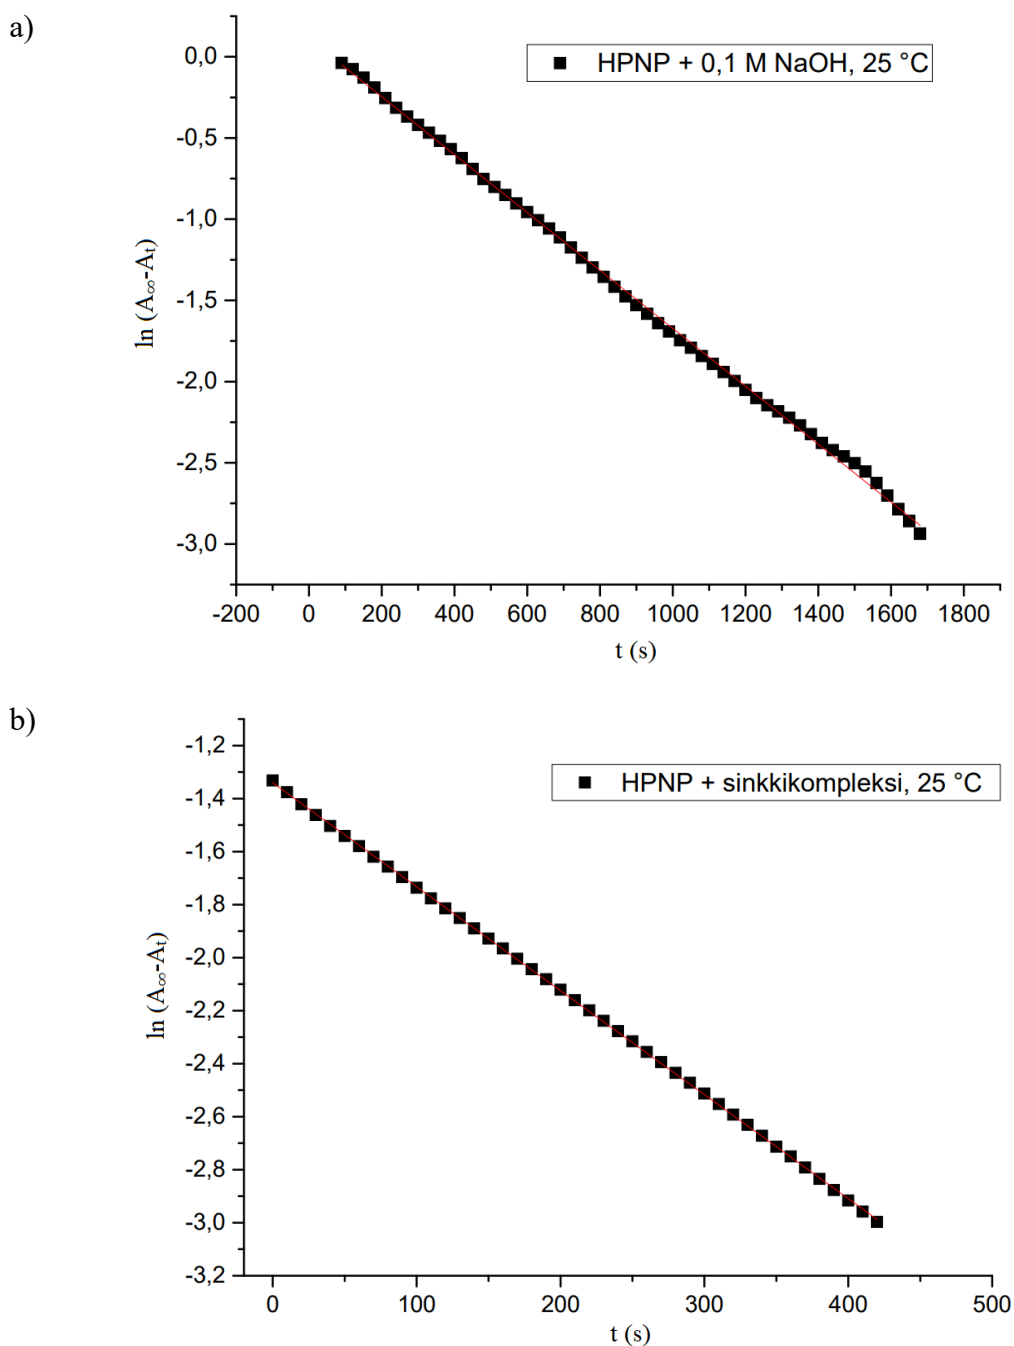 a)
HPNP + 0,1 M NaOH, 25 °C
0,0
-0,5
-1,0
-1,5
-2,0
-2,5
-3,0
ln (A∞-At)
-200 0 200 400 600 800 1000 1200 1400 1600 1800
t (s)
b)
HPNP + sinkkikompleksi, 25 °C
-1,2
-1,4
-1,6
-1,8
-2,0
-2,2
-2,4
-2,6
-2,8
-3,0
-3,2
ln (A∞-At)
0 100 200 300 400 500
t (s)